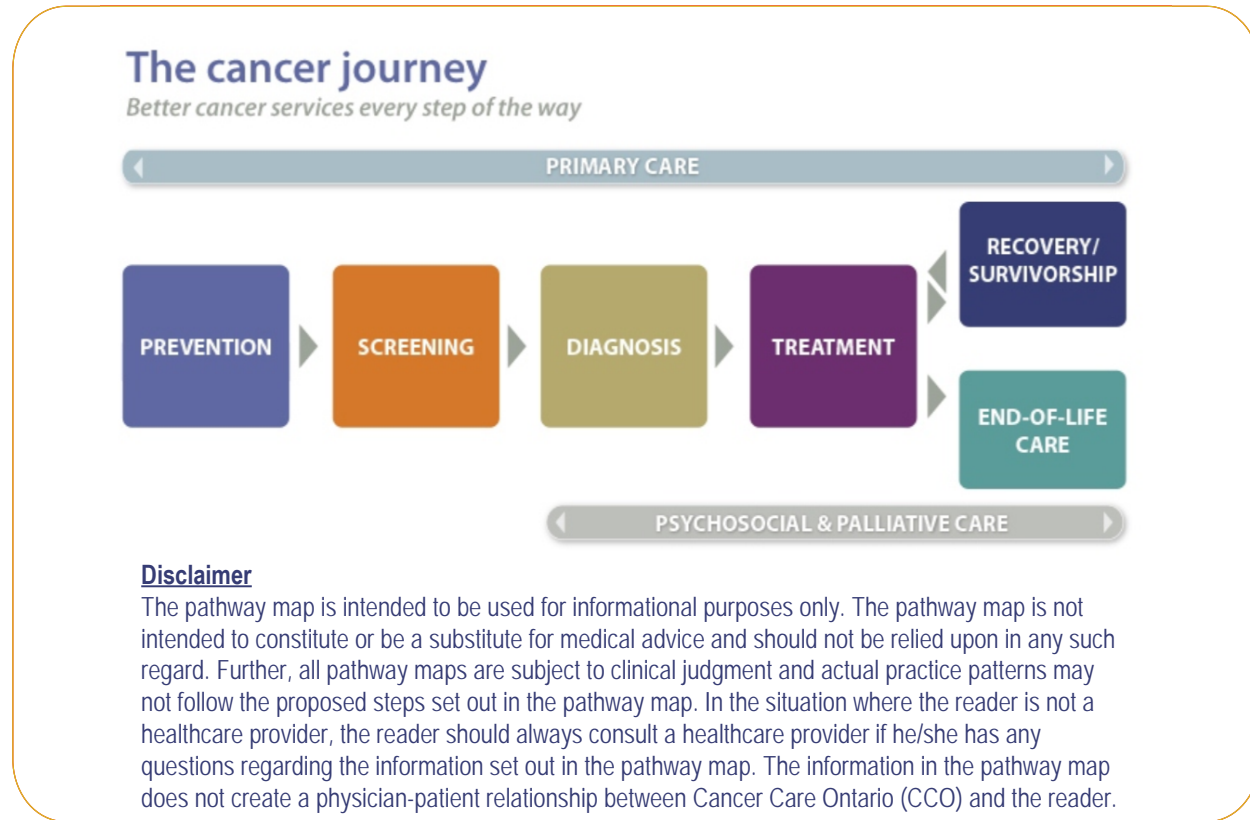 The cancer journey
Better cancer services every step of the way
PRIMARY CARE
PREVENTION
SCREENING
DIAGNOSIS
TREATMENT
RECOVERY/
SURVIVORSHIP
END-OF-LIFE
CARE
PSYCHOSOCIAL & PALLIATIVE CARE
Disclaimer
The pathway map is intended to be used for informational purposes only. The pathway map is not
intended to constitute or be a substitute for medical advice and should not be relied upon in any such
regard. Further, all pathway maps are subject to clinical judgment and actual practice patterns may
not follow the proposed steps set out in the pathway map. In the situation where the reader is not a
healthcare provider, the reader should always consult a healthcare provider if he/she has any
questions regarding the information set out in the pathway map. The information in the pathway map
does not create a physician-patient relationship between Cancer Care Ontario (CCO) and the reader.